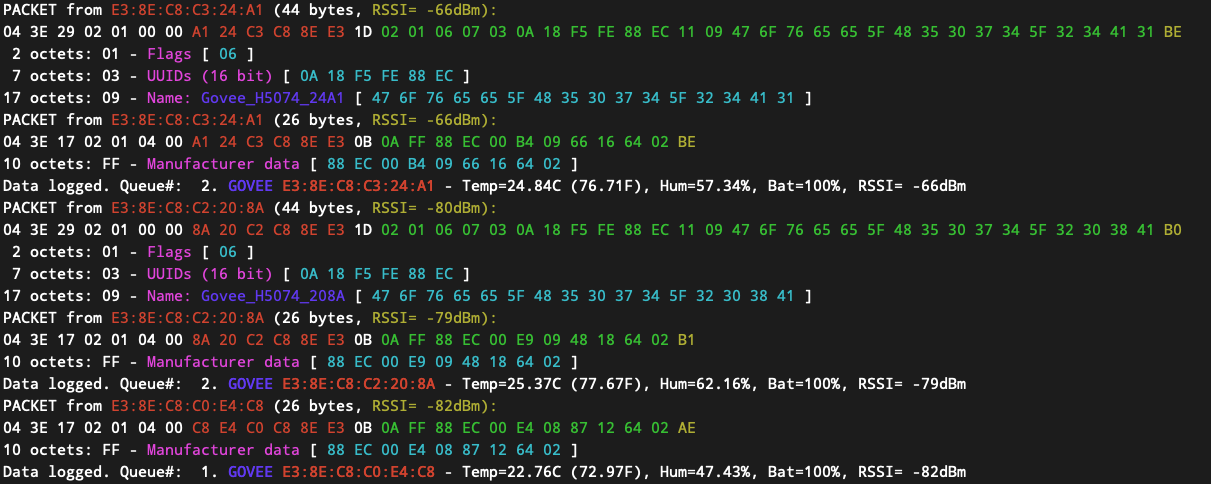 PACKET from E3:8E:C8:C3:24:A1 (44 bytes, RSSI= -66dBm):
04 3E 29 02 01 00 00 A1 24 C3 C8 8E E3 1D 02 01 06 07 03 0A 18 F5 FE 88 EC 11 09 47 6F 76 65 65 5F 48 35 30 37 34 5F 32 34 41 31 BE
2 octets: 01 - Flags [ 06 ]
7 octets: 03 - UUIDs (16 bit) [ 0A 18 F5 FE 88 EC ]
17 octets: 09 - Name: Govee_H5074_24A1 [ 47 6F 76 65 65 5F 48 35 30 37 34 5F 32 34 41 31 ]
PACKET from E3:8E:C8:C3:24:A1 (26 bytes, RSSI= -66dBm):
04 3E 17 02 01 04 00 A1 24 C3 C8 8E E3 0B 0A FF 88 EC 00 B4 09 66 16 64 02 BE
10 octets: FF - Manufacturer data [ 88 EC 00 B4 09 66 16 64 02 ]
Data logged. Queue#:  2. GOVEE E3:8E:C8:C3:24:A1 - Temp=24.84C (76.71F), Hum=57.34%, Bat=100%, RSSI= -66dBm
PACKET from E3:8E:C8:C2:20:8A (44 bytes, RSSI= -80dBm):
04 3E 29 02 01 00 00 8A 20 C2 C8 8E E3 1D 02 01 06 07 03 0A 18 F5 FE 88 EC 11 09 47 6F 76 65 65 5F 48 35 30 37 34 5F 32 30 38 41 B0
2 octets: 01 - Flags [ 06 ]
7 octets: 03 - UUIDs (16 bit) [ 0A 18 F5 FE 88 EC ]
17 octets: 09 - Name: Govee_H5074_208A [ 47 6F 76 65 65 5F 48 35 30 37 34 5F 32 30 38 41 ]
PACKET from E3:8E:C8:C2:20:8A (26 bytes, RSSI= -79dBm):
04 3E 17 02 01 04 00 8A 20 C2 C8 8E E3 0B 0A FF 88 EC 00 E9 09 48 18 64 02 B1
10 octets: FF - Manufacturer data [ 88 EC 00 E9 09 48 18 64 02 ]
Data logged. Queue#:  2. GOVEE E3:8E:C8:C2:20:8A - Temp=25.37C (77.67F), Hum=62.16%, Bat=100%, RSSI= -79dBm
PACKET from E3:8E:C8:C0:E4:C8 (26 bytes, RSSI= -82dBm):
04 3E 17 02 01 04 00 C8 E4 C0 C8 8E E3 0B 0A FF 88 EC 00 E4 08 87 12 64 02 AE
10 octets: FF - Manufacturer data [ 88 EC 00 E4 08 87 12 64 02 ]
Data logged. Queue#:  1. GOVEE E3:8E:C8:C0:E4:C8 - Temp=22.76C (72.97F), Hum=47.43%, Bat=100%, RSSI= -82dBm